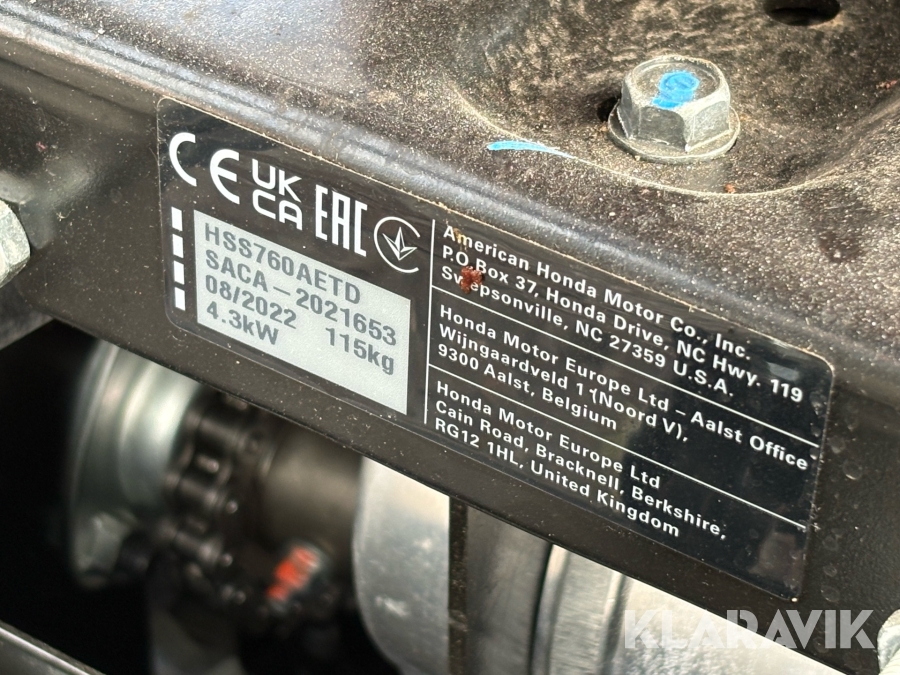 CE UK CA EAC
HSS760AETD
SACA-2021653
08/2022 115kg
4.3kW
American Honda Motor Co., Inc.
P.O.Box 37, Honda Drive, NC Hwy. 119
Swepsonville, NC 27359 U.S.A.
Honda Motor Europe Ltd – Aalst Office
Wijngaardveld 1 (Noord V),
9300 Aalst, Belgium
Honda Motor Europe Ltd
Cain Road, Bracknell, Berkshire,
RG12 1HL, United Kingdom
KLARAVIK